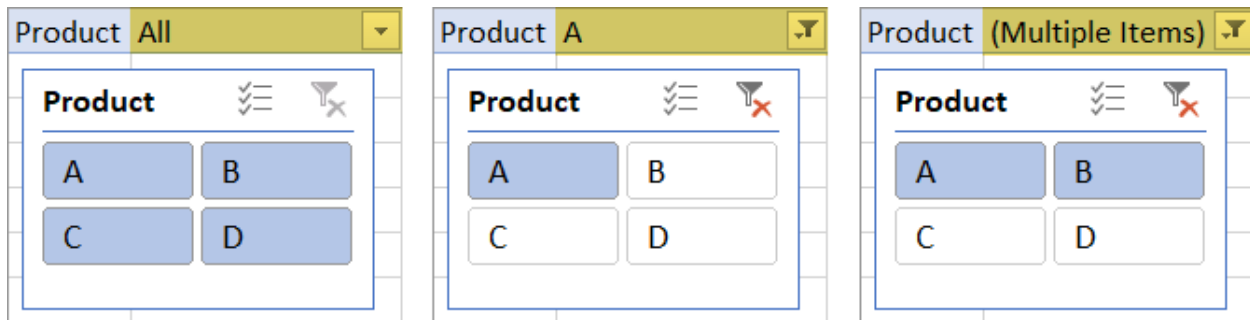 Product All
Product
A B
C D
Product A
Product
A B
C D
Product (Multiple Items)
Product
A B
C D